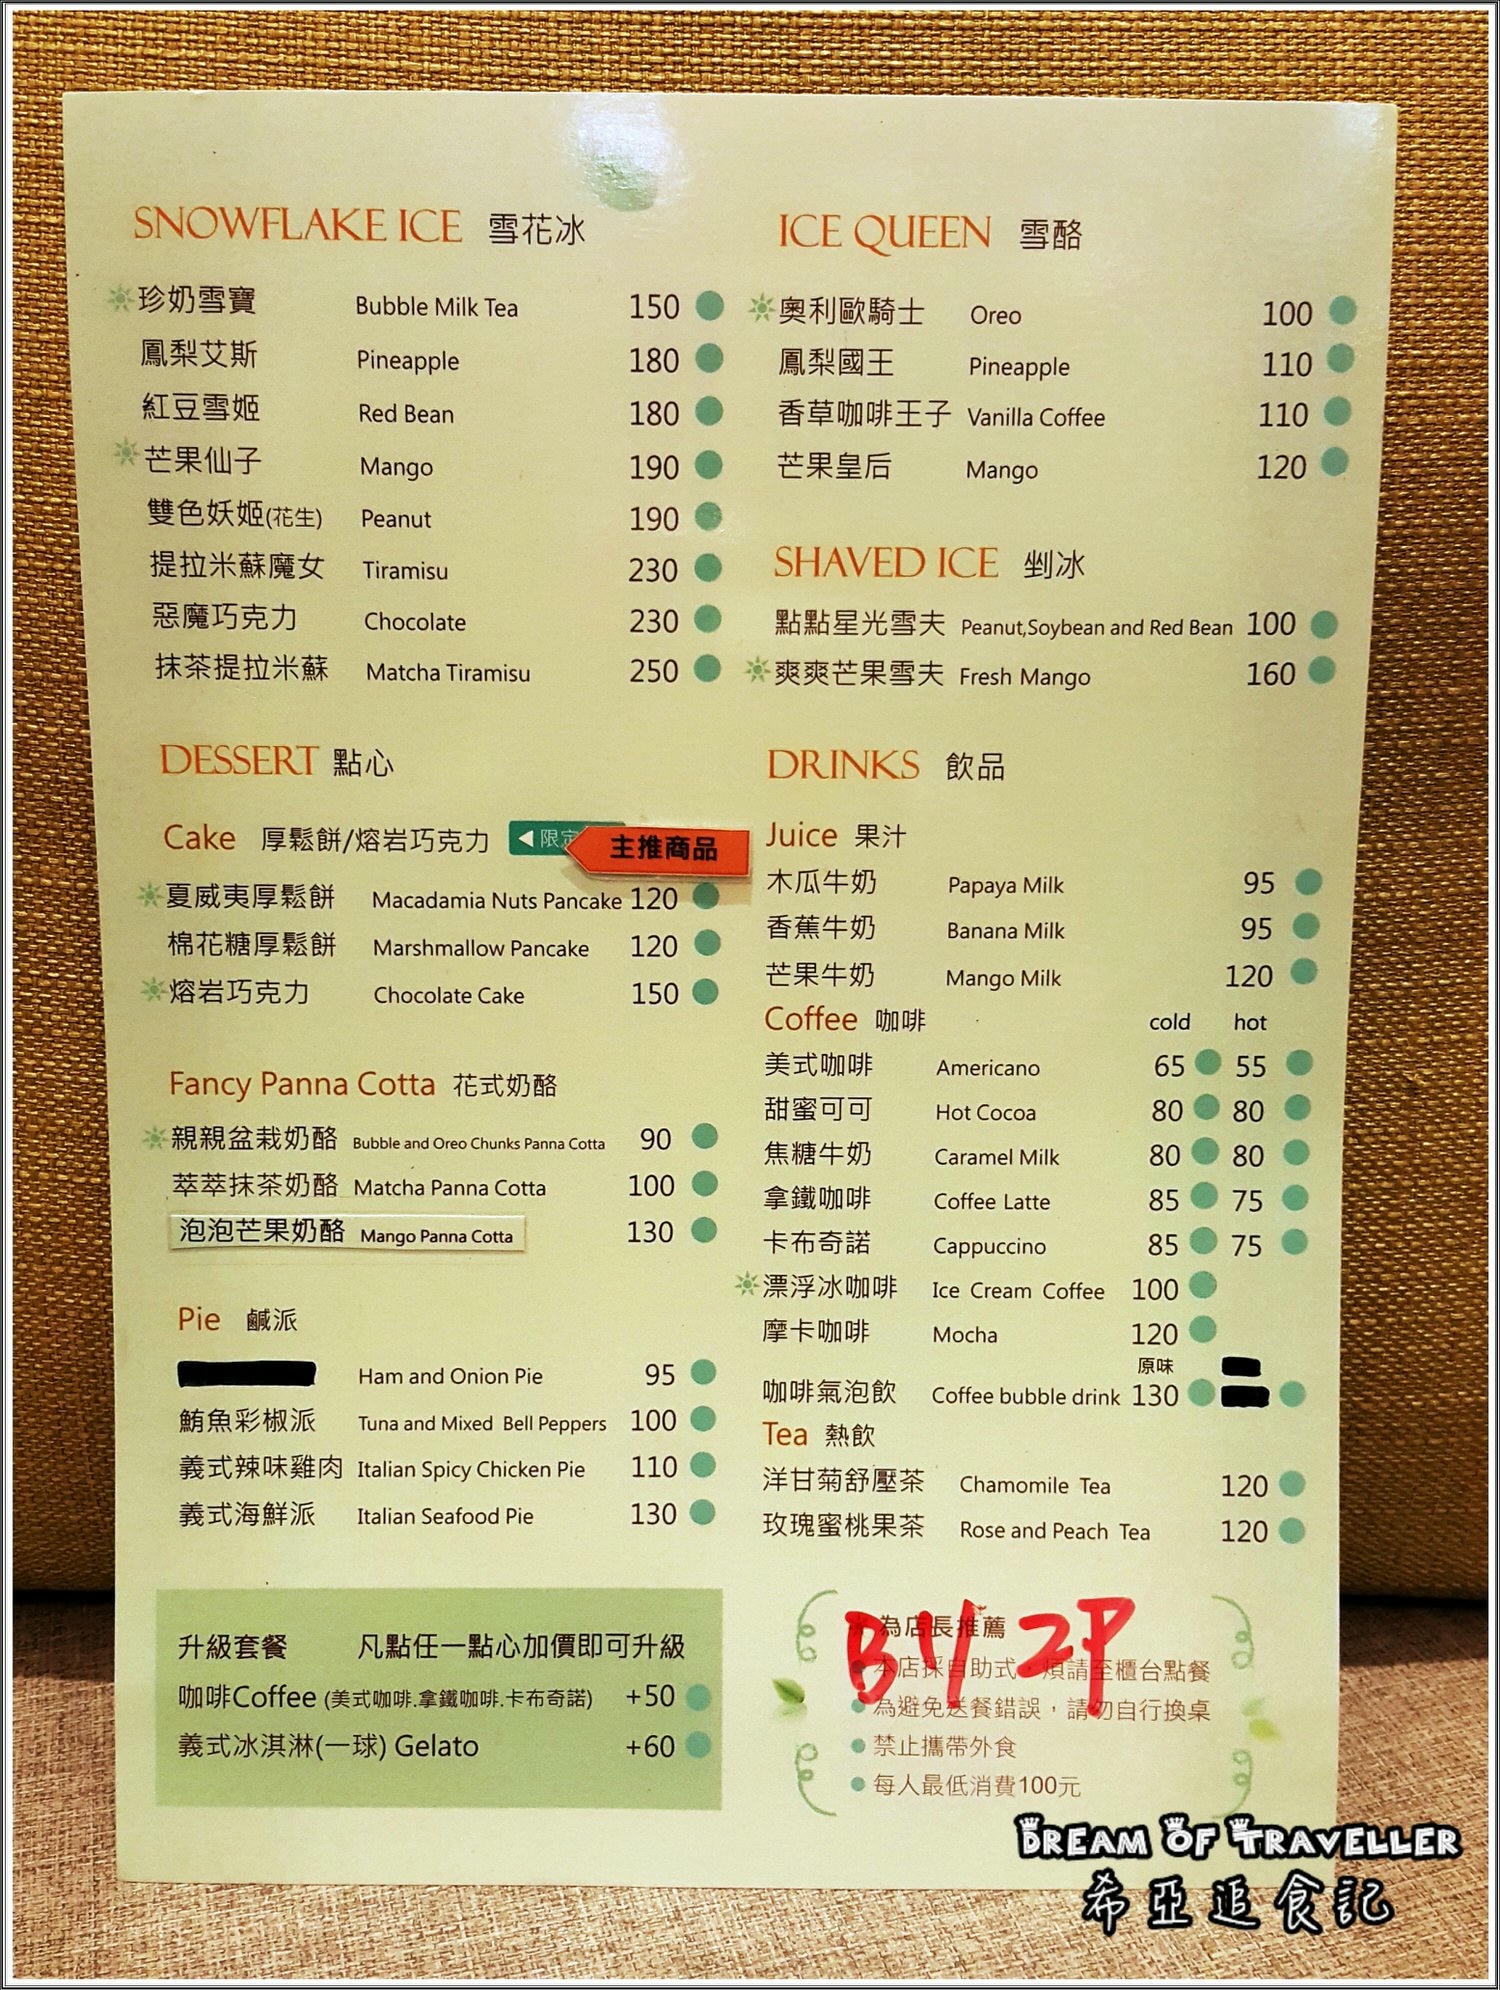 SNOWFLAKE ICE 雪花冰
珍奶雪寶 Bubble Milk Tea 150
鳳梨艾斯 Pineapple 180
紅豆雪姬 Red Bean 180
芒果仙子 Mango 190
雙色妖姬(花生) Peanut 190
提拉米蘇魔女 Tiramisu 230
惡魔巧克力 Chocolate 230
抹茶提拉米蘇 Matcha Tiramisu 250
DESSERT 點心
Cake 厚鬆餅/熔岩巧克力 限定 主推商品
夏威夷厚鬆餅 Macadamia Nuts Pancake 120
棉花糖厚鬆餅 Marshmallow Pancake 120
熔岩巧克力 Chocolate Cake 150
Fancy Panna Cotta 花式奶酪
親親盆栽奶酪 Bubble and Oreo Chunks Panna Cotta 90
萃萃抹茶奶酪 Matcha Panna Cotta 100
泡泡芒果奶酪 Mango Panna Cotta 130
Pie 鹹派
Ham and Onion Pie 95
鮪魚彩椒派 Tuna and Mixed Bell Peppers 100
義式辣味雞肉 Italian Spicy Chicken Pie 110
義式海鮮派 Italian Seafood Pie 130
升級套餐 凡點任一點心加價即可升級
咖啡Coffee (美式咖啡.拿鐵咖啡.卡布奇諾) +50
義式冰淇淋(一球) Gelato +60
ICE QUEEN 雪酪
奧利歐騎士 Oreo 100
鳳梨國王 Pineapple 110
香草咖啡王子 Vanilla Coffee 110
芒果皇后 Mango 120
SHAVED ICE 剉冰
點點星光雪夫 Peanut,Soybean and Red Bean 100
爽爽芒果雪夫 Fresh Mango 160
DRINKS 飲品
Juice 果汁
木瓜牛奶 Papaya Milk 95
香蕉牛奶 Banana Milk 95
芒果牛奶 Mango Milk 120
Coffee 咖啡 cold hot
美式咖啡 Americano 65 55
甜蜜可可 Hot Cocoa 80 80
焦糖牛奶 Caramel Milk 80 80
拿鐵咖啡 Coffee Latte 85 75
卡布奇諾 Cappuccino 85 75
漂浮冰咖啡 Ice Cream Coffee 100
摩卡咖啡 Mocha 120
原味
咖啡氣泡飲 Coffee bubble drink 130
Tea 熱飲
洋甘菊舒壓茶 Chamomile Tea 120
玫瑰蜜桃果茶 Rose and Peach Tea 120
為店長推薦
BY 2P
本店採自助式，煩請至櫃台點餐
為避免送餐錯誤，請勿自行換桌
禁止攜帶外食
每人最低消費100元
DREAM OF TRAVELLER
希亞追食記